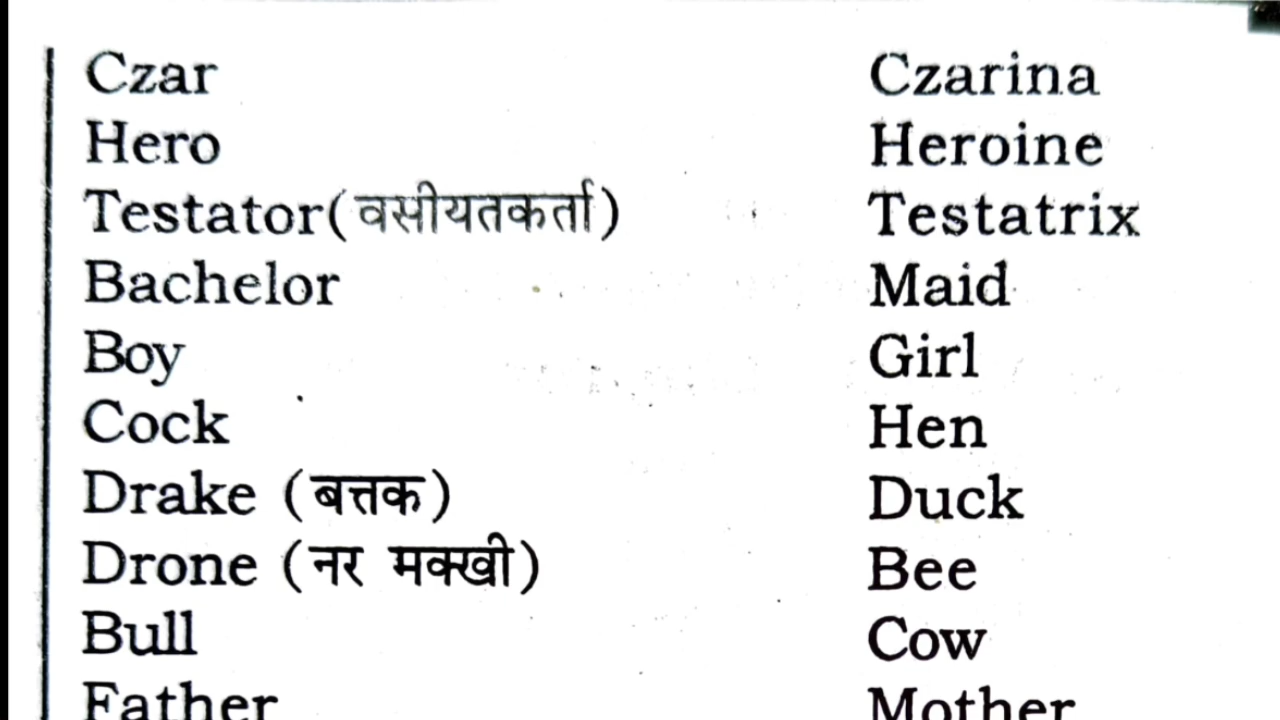 Czar Czarina
Hero Heroine
Testator(वसीयतकर्ता) Testatrix
Bachelor Maid
Boy Girl
Cock Hen
Drake (बत्तक) Duck
Drone (नर मक्खी) Bee
Bull Cow
Father Mother